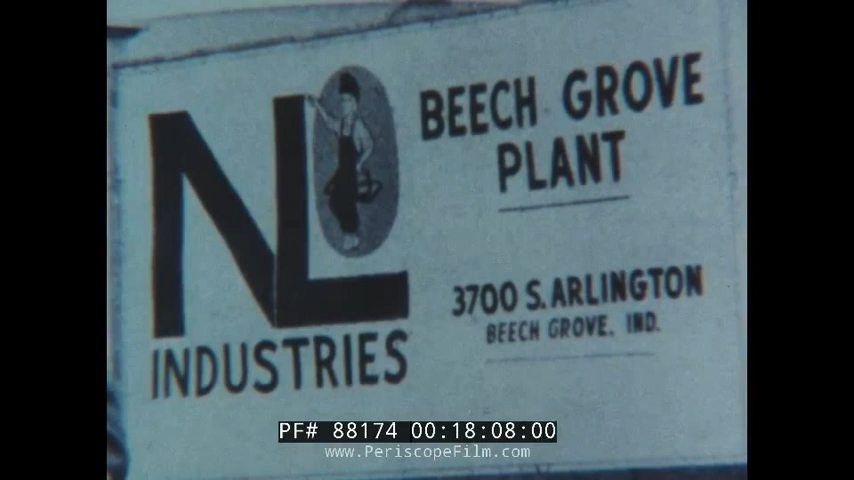 NL
INDUSTRIES
BEECH GROVE
PLANT
3700 S. ARLINGTON
BEECH GROVE, IND.
PF# 88174 00:18:08:00
www.PeriscopeFilm.com